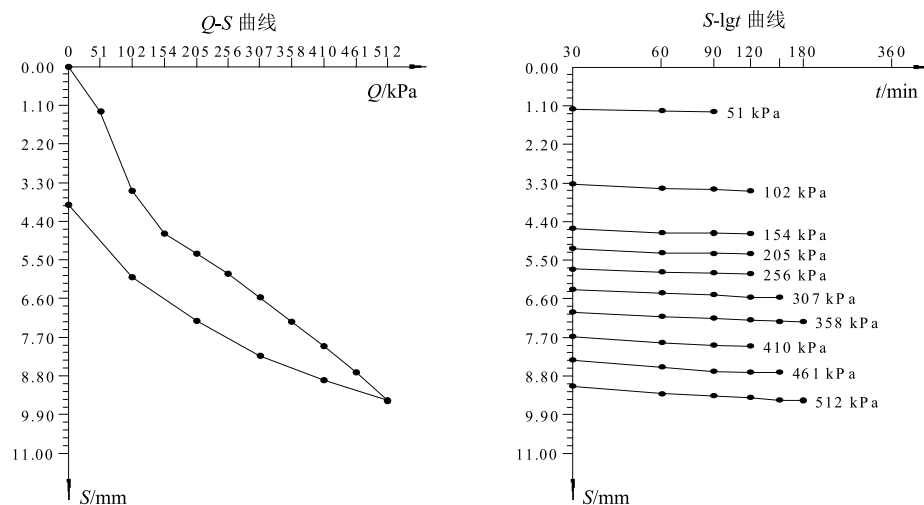 Q-S 曲线
0 51 102 154 205 256 307 358 410 461 512
Q/kPa
0.00
1.10
2.20
3.30
4.40
5.50
6.60
7.70
8.80
9.90
11.00
S/mm
S-lgt 曲线
30 60 90 120 180 360
t/min
0.00
1.10
2.20
3.30
4.40
5.50
6.60
7.70
8.80
9.90
11.00
51 kPa
102 kPa
154 kPa
205 kPa
256 kPa
307 kPa
358 kPa
410 kPa
461 kPa
512 kPa
S/mm